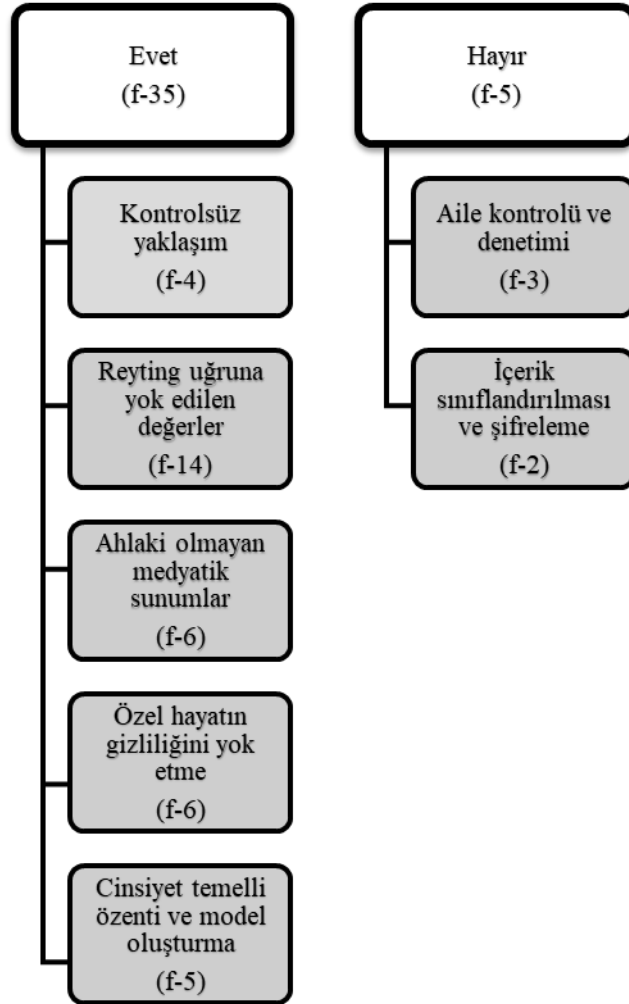 Evet
(f-35)
Kontrolsüz
yaklaşım
(f-4)
Reyting uğruna
yok edilen
değerler
(f-14)
Ahlaki olmayan
medyatik
sunumlar
(f-6)
Özel hayatın
gizliliğini yok
etme
(f-6)
Cinsiyet temelli
özenti ve model
oluşturma
(f-5)
Hayır
(f-5)
Aile kontrolü ve
denetimi
(f-3)
İçerik
sınıflandırılması
ve şifreleme
(f-2)